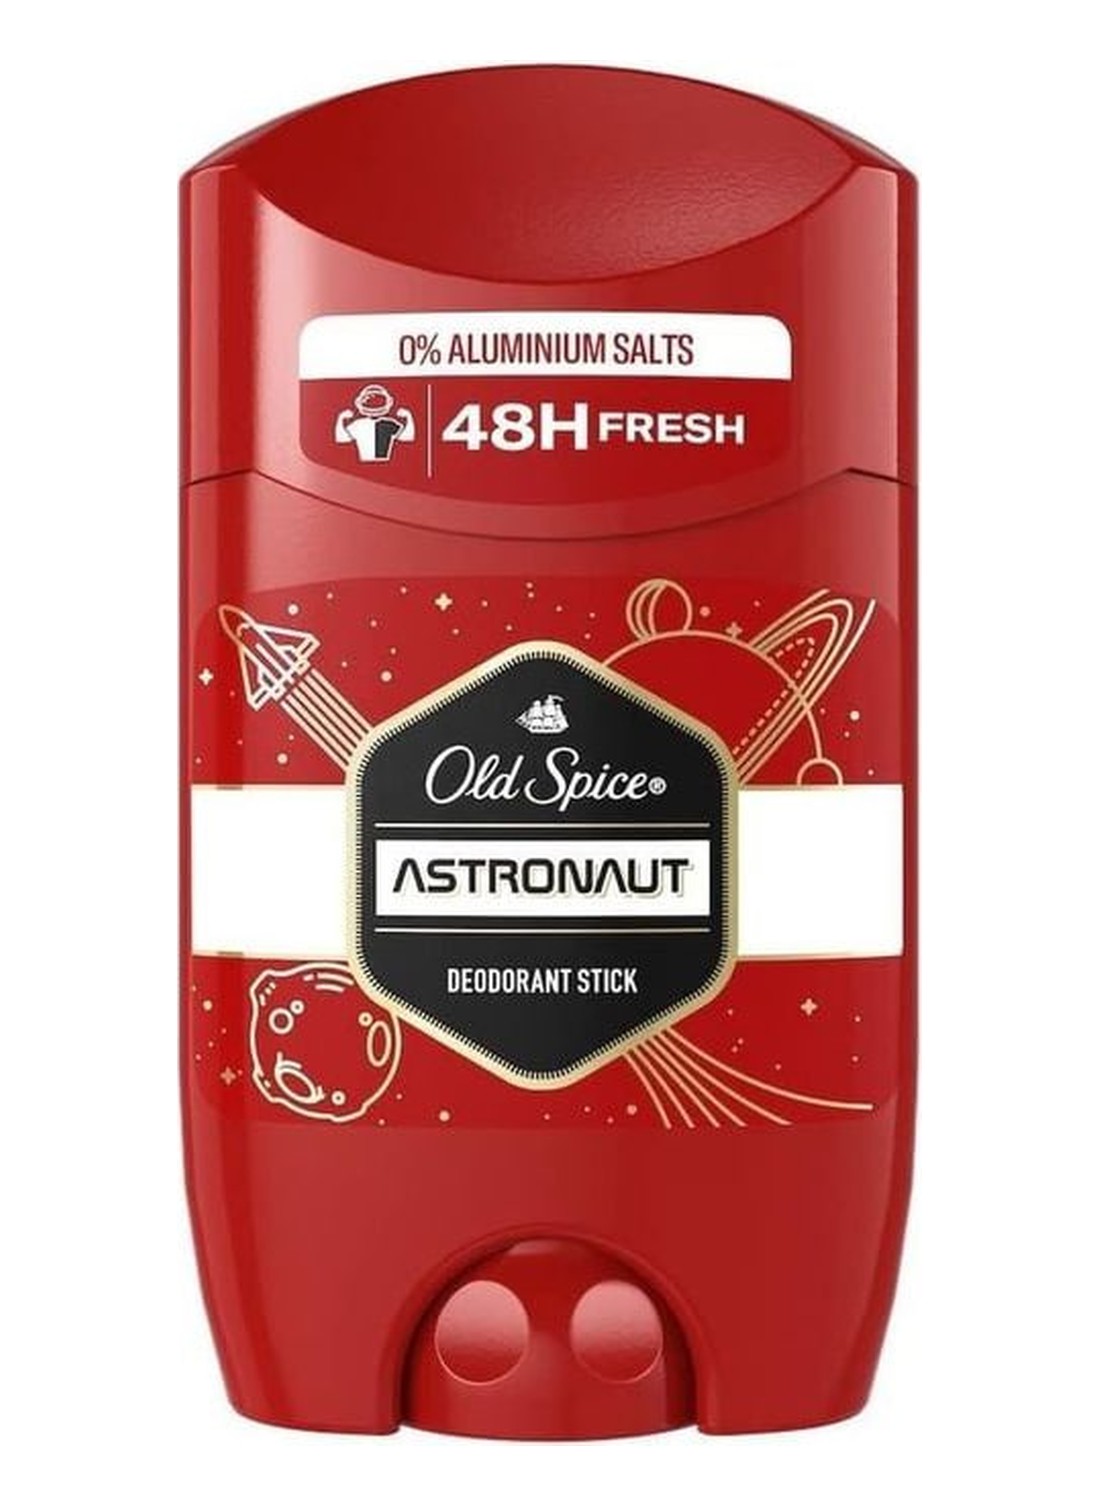 0% ALUMINIUM SALTS
48H FRESH
Old Spice®
ASTRONAUT
DEODORANT STICK